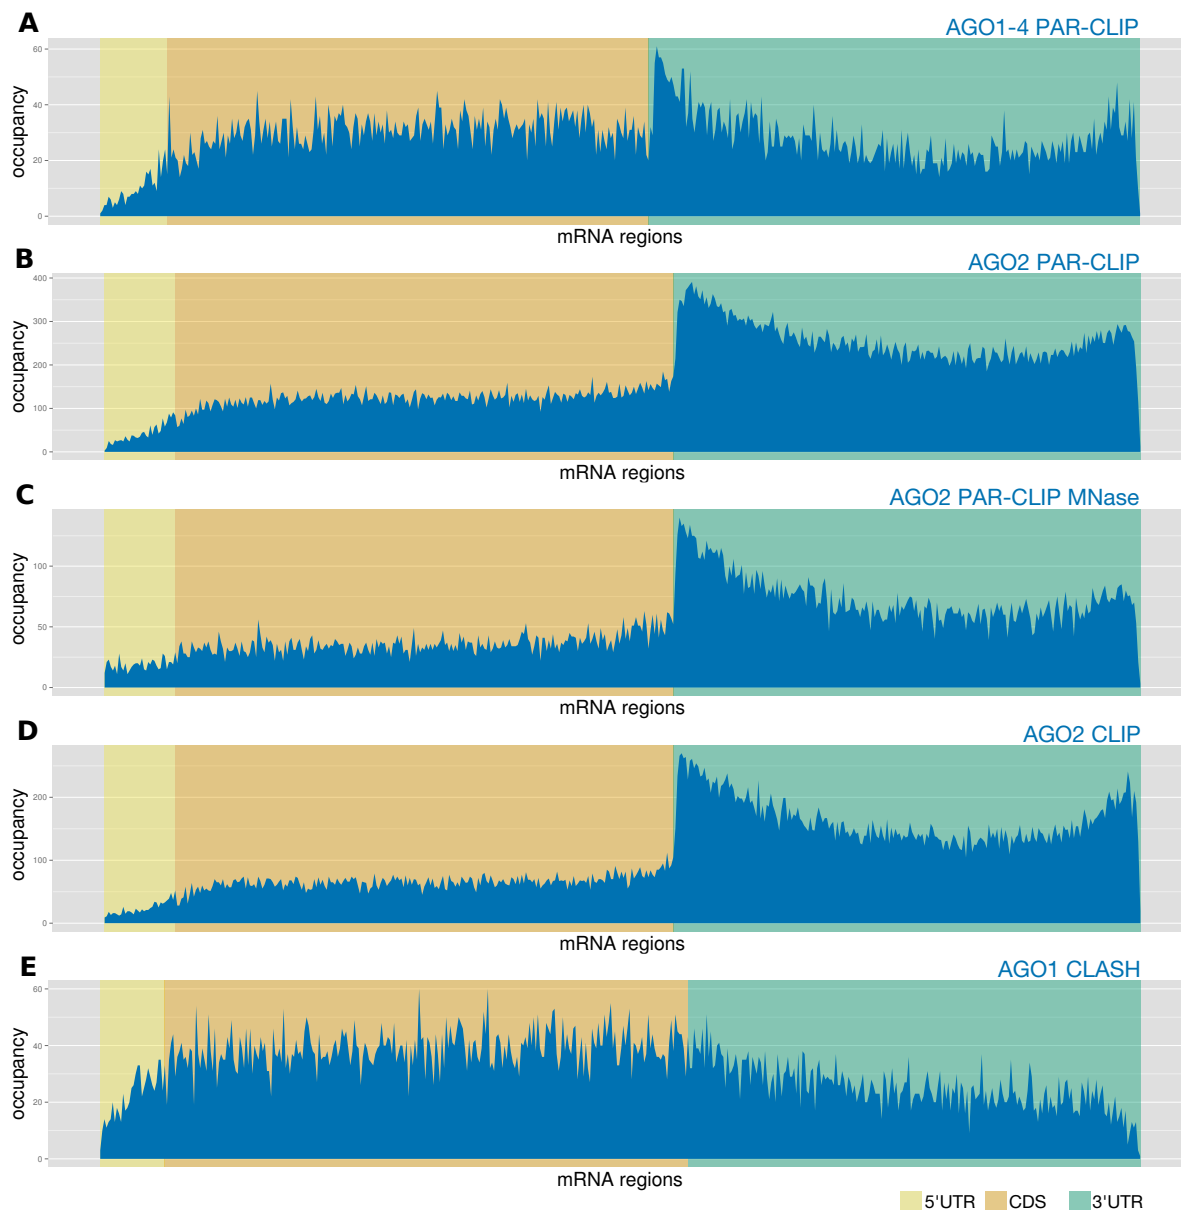 A
AGO1-4 PAR-CLIP
60
40
20
0
occupancy
mRNA regions
B
AGO2 PAR-CLIP
400
300
200
100
0
occupancy
mRNA regions
C
AGO2 PAR-CLIP MNase
100
50
0
occupancy
mRNA regions
D
AGO2 CLIP
200
100
0
occupancy
mRNA regions
E
AGO1 CLASH
60
40
20
0
occupancy
mRNA regions
5'UTR CDS 3'UTR